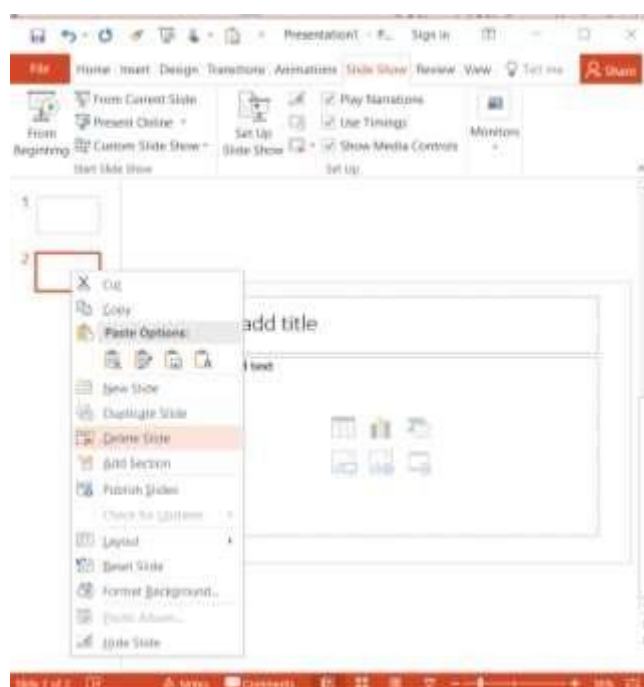 Presentation1 - P... Sign in
File Home Insert Design Transitions Animations Slide Show Review View Tell me Share
From Beginning
From Current Slide
Present Online
Custom Slide Show
Start Slide Show
Set Up Slide Show
Play Narrations
Use Timings
Show Media Controls
Set Up
Monitors
1
2
Cut
Copy
Paste Options:
New Slide
Duplicate Slide
Delete Slide
Add Section
Publish Slides
Check for Updates
Layout
Reset Slide
Format Background...
Photo Album...
Hide Slide
add title
text
Notes Comments